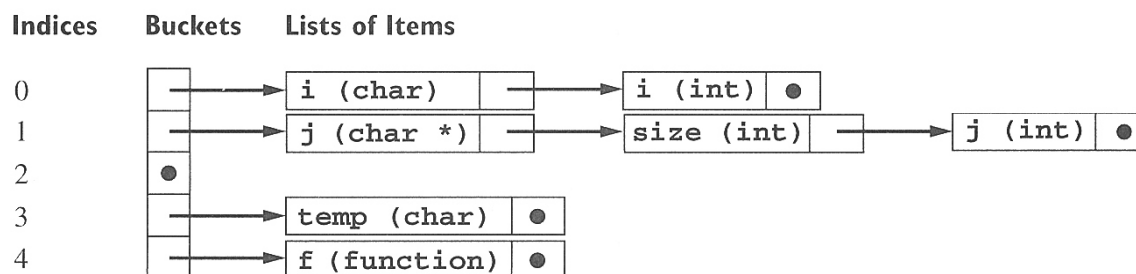 Indices Buckets Lists of Items
0 i (char) i (int)
1 j (char *) size (int) j (int)
2
3 temp (char)
4 f (function)